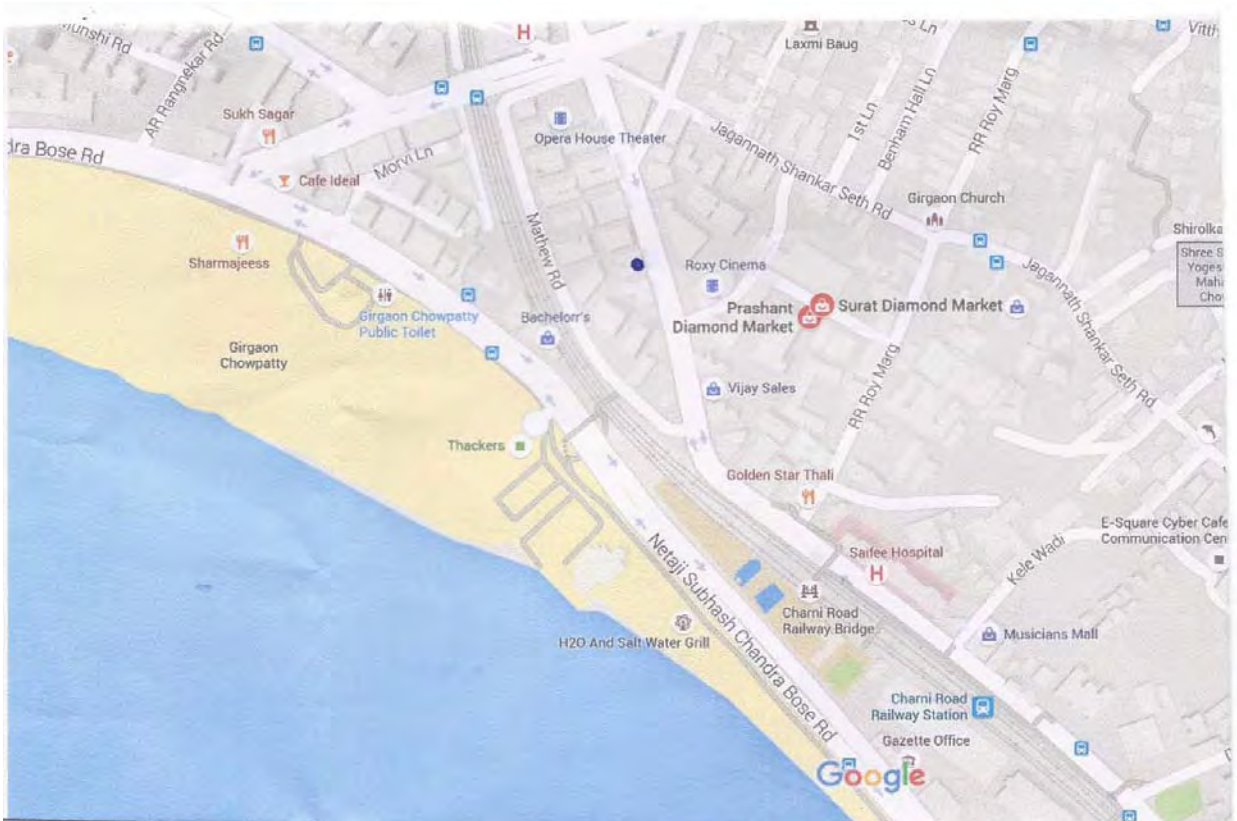 Munshi Rd
AR Rangnekar Rd
H
Laxmi Baug
Benham Hall Ln
1st Ln
RR Roy Marg
Sukh Sagar
Opera House Theater
Jagannath Shankar Seth Rd
dra Bose Rd
Morvi Ln
Cafe Ideal
Girgaon Church
Mathew Rd
Sharmajeess
Roxy Cinema
Shirolka
Shree S
Yoges
Maha
Cho
Jagannath Shankar Seth Rd
Girgaon Chowpatty
Public Toilet
Bachelorr's
Prashant
Diamond Market
Surat Diamond Market
Girgaon
Chowpatty
Vijay Sales
RR Roy Marg
Thackers
Golden Star Thali
E-Square Cyber Cafe
Communication Cen
Saifee Hospital
H
Kele Wadi
Netaji Subhash Chandra Bose Rd
Charni Road
Railway Bridge
H2O And Salt Water Grill
Musicians Mall
Charni Road
Railway Station
Gazette Office
Google